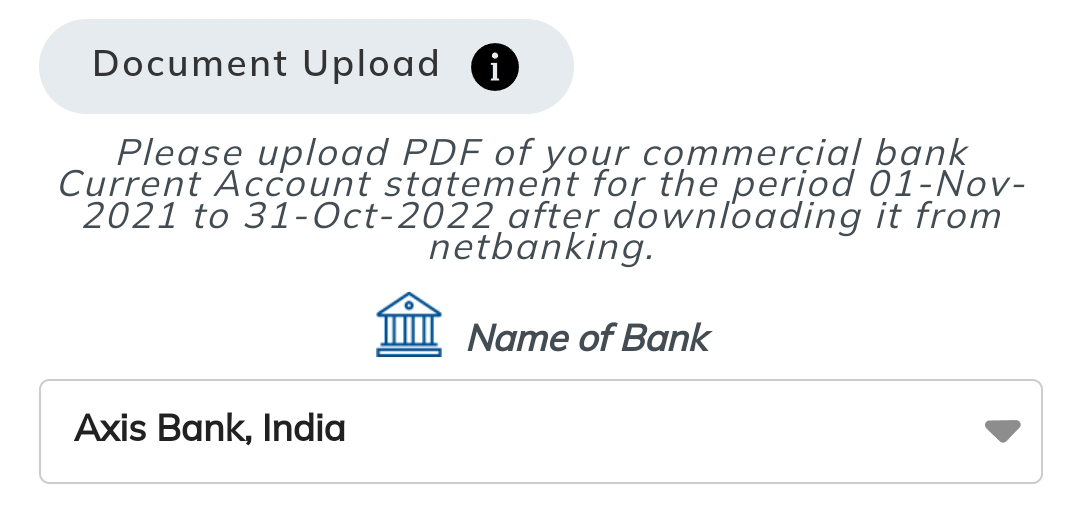 Document Upload i
Please upload PDF of your commercial bank
Current Account statement for the period 01-Nov-
2021 to 31-Oct-2022 after downloading it from
netbanking.
Name of Bank
Axis Bank, India